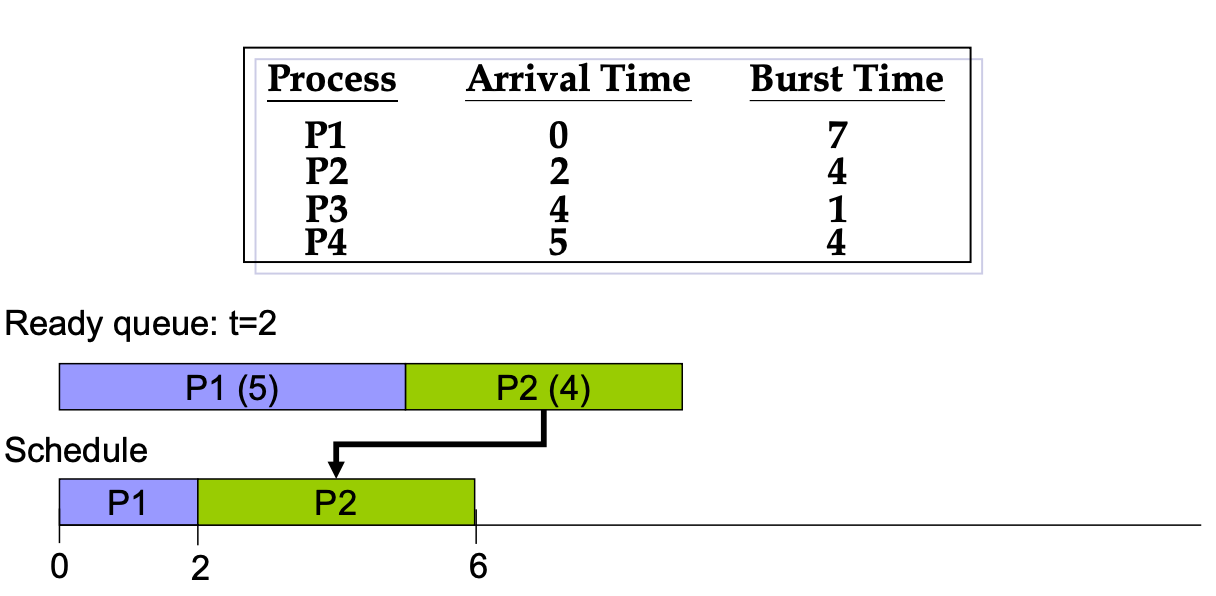 Process Arrival Time Burst Time
P1 0 7
P2 2 4
P3 4 1
P4 5 4
Ready queue: t=2
P1 (5) P2 (4)
Schedule
P1 P2
0 2 6